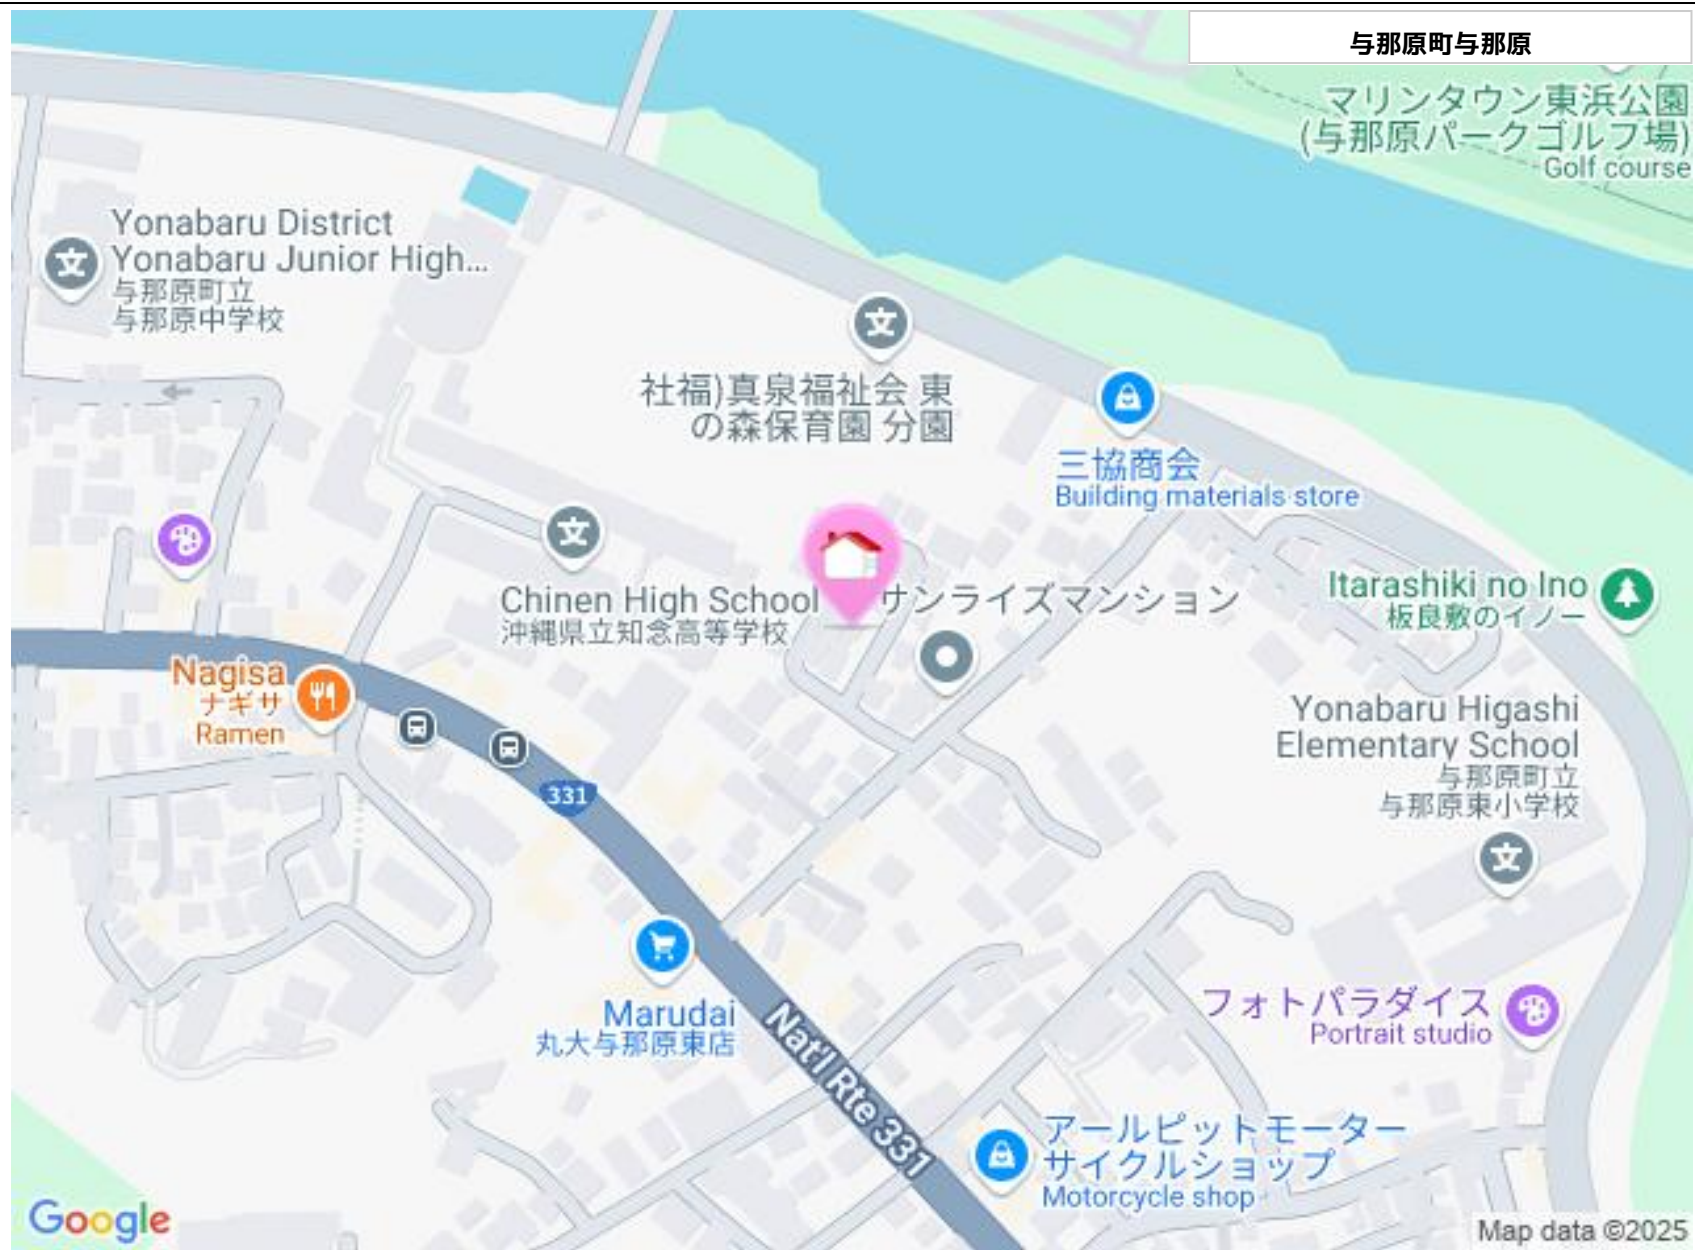 与那原町与那原
マリンタウン東浜公園
(与那原パークゴルフ場)
Golf course
Yonabaru District
Yonabaru Junior High...
与那原町立
与那原中学校
社福)真泉福祉会 東
の森保育園 分園
三協商会
Building materials store
Chinen High School
沖縄県立知念高等学校
サンライズマンション
Itarashiki no Ino
板良敷のイノー
Nagisa
ナギサ
Ramen
331
Yonabaru Higashi
Elementary School
与那原町立
与那原東小学校
Marudai
丸大与那原東店
Nat'l Rte 331
フォトパラダイス
Portrait studio
アールピットモーター
サイクルショップ
Motorcycle shop
Google
Map data ©2025